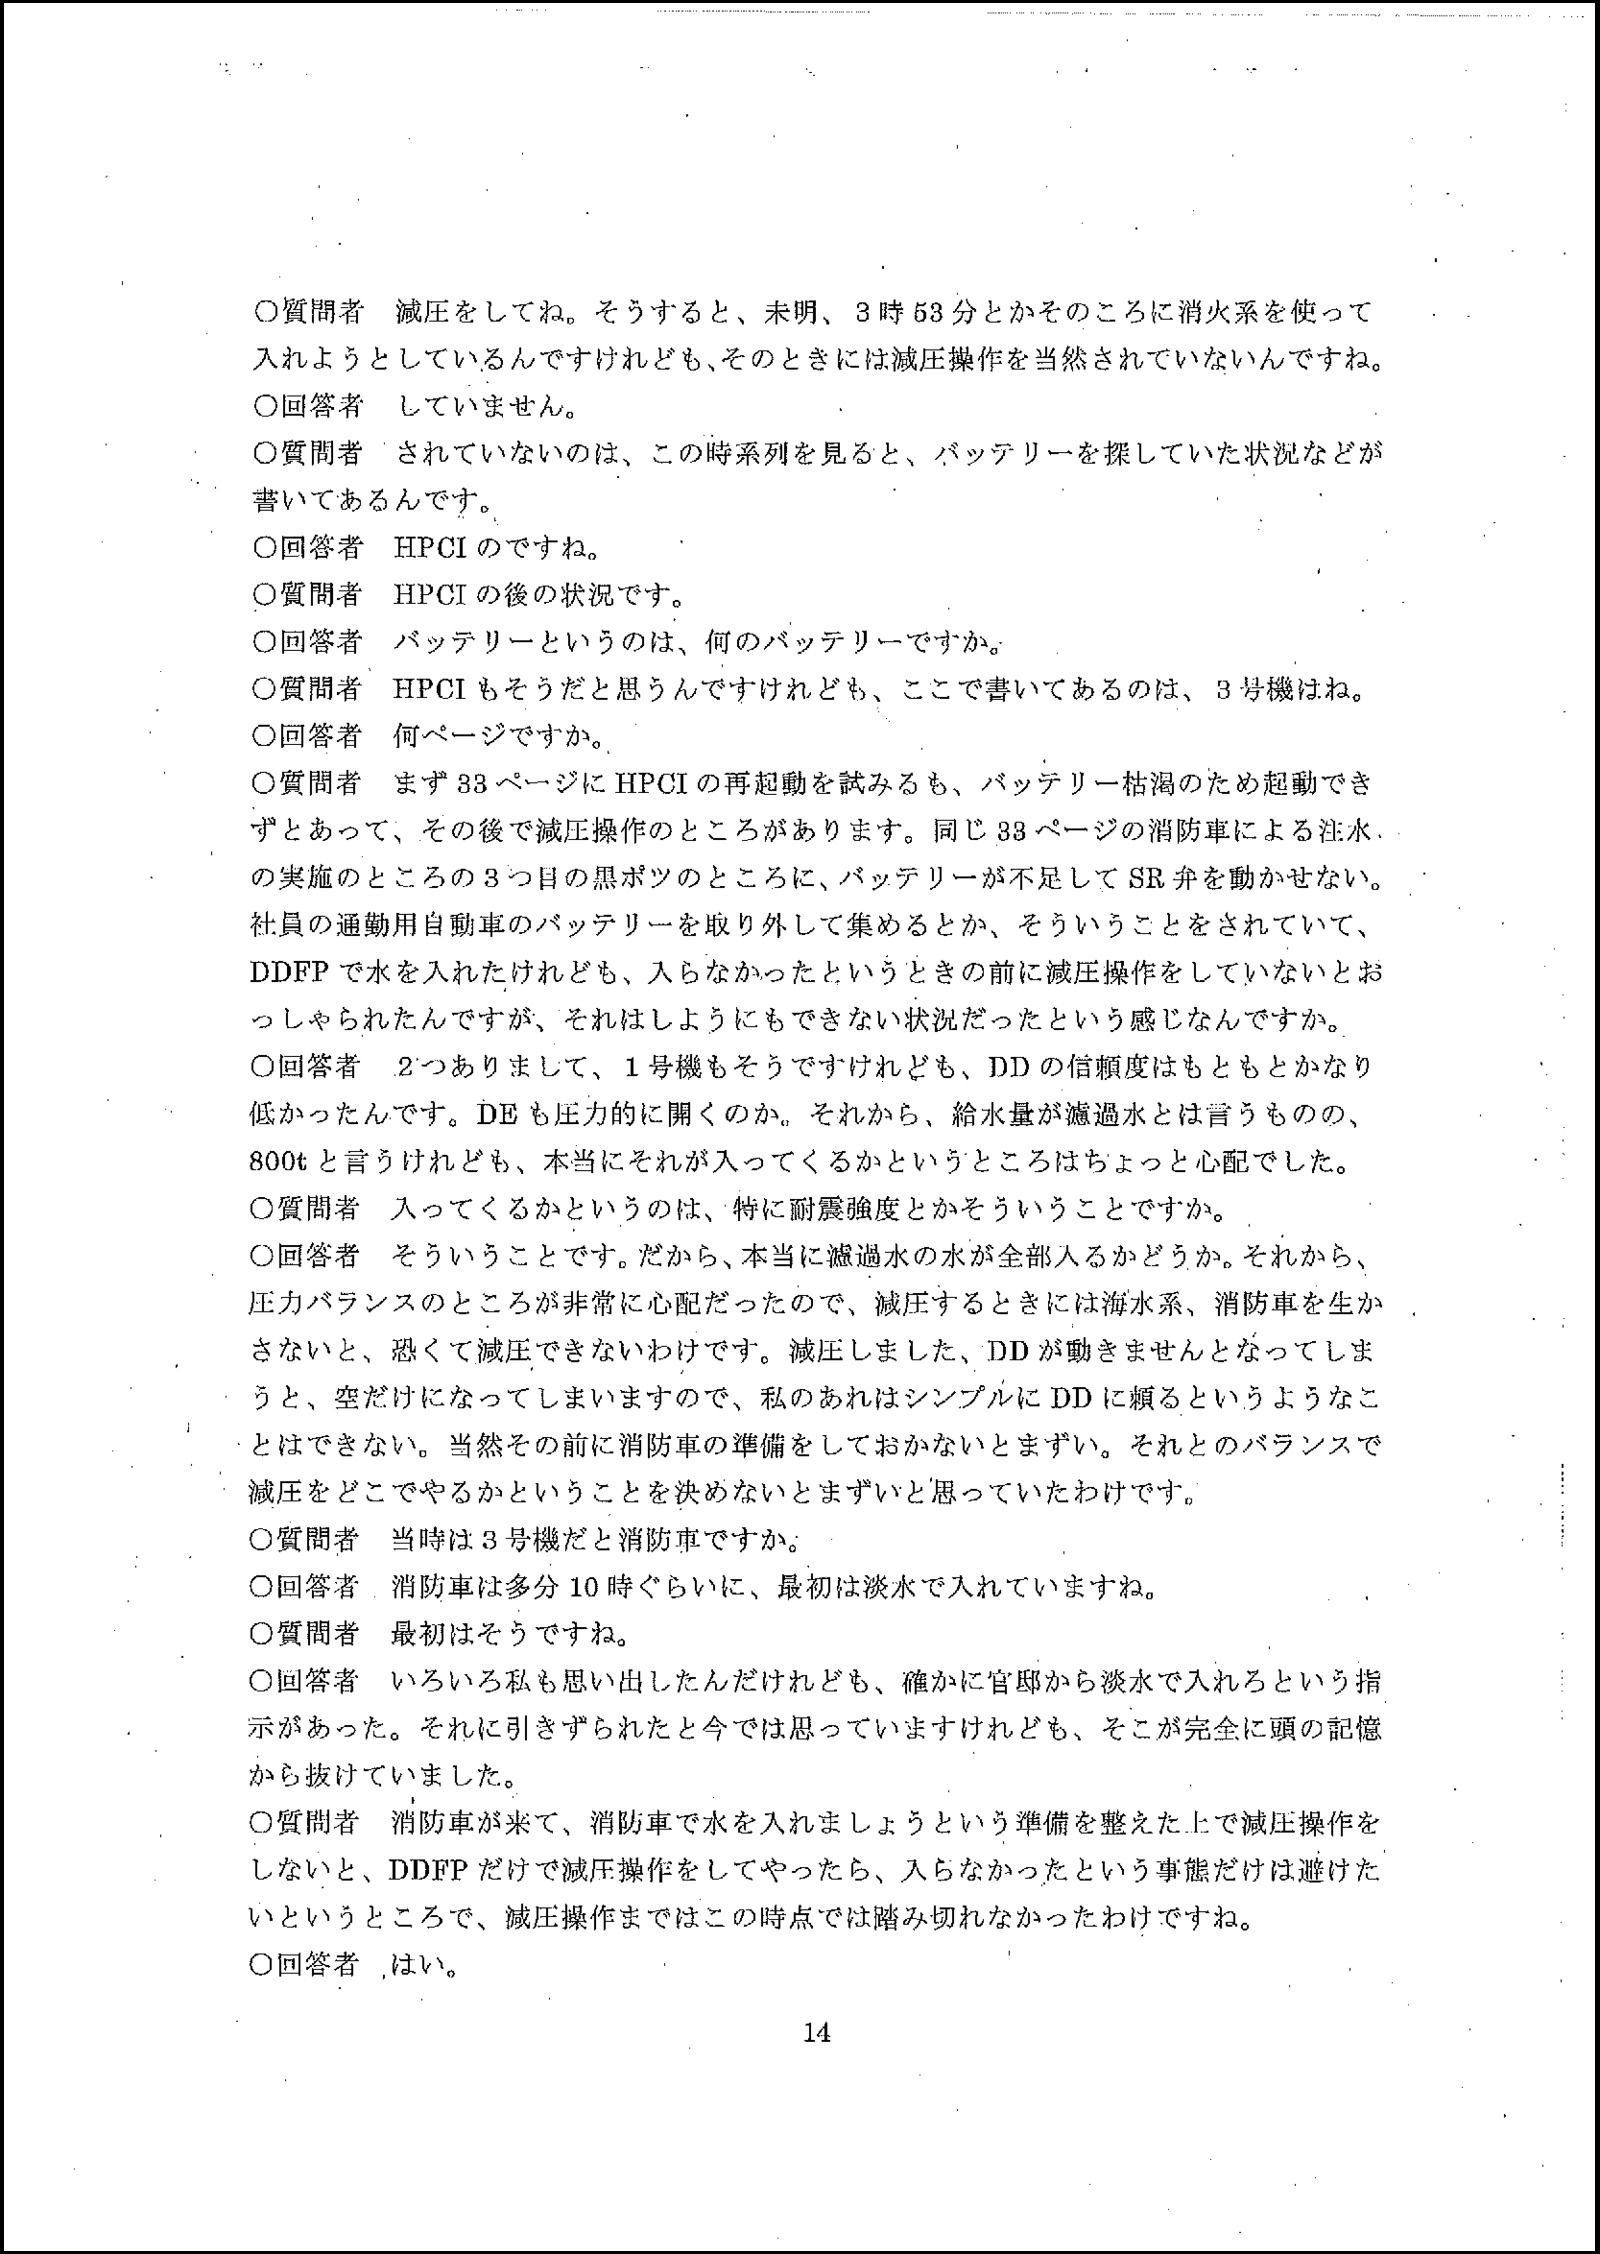 ○質問者　減圧をしてね。そうすると、未明、3時53分とかそのころに消火系を使って
入れようとしているんですけれども、そのときには減圧操作を当然されていないんですね。
○回答者　していません。
○質問者　されていないのは、この時系列を見ると、バッテリーを探していた状況などが
書いてあるんです。
○回答者　HPCIのですね。
○質問者　HPCIの後の状況です。
○回答者　バッテリーというのは、何のバッテリーですか。
○質問者　HPCIもそうだと思うんですけれども、ここで書いてあるのは、3号機はね。
○回答者　何ページですか。
○質問者　まず33ページにHPCIの再起動を試みるも、バッテリー枯渇のため起動でき
ずとあって、その後で減圧操作のところがあります。同じ33ページの消防車による注水
の実施のところの3つ目の黒ポツのところに、バッテリーが不足してSR弁を動かせない。
社員の通勤用自動車のバッテリーを取り外して集めるとか、そういうことをされていて、
DDFPで水を入れたけれども、入らなかったというときの前に減圧操作をしていないとお
っしゃられたんですが、それはしようにもできない状況だったという感じなんですか。
○回答者　2つありまして、1号機もそうですけれども、DDの信頼度はもともとかなり
低かったんです。DEも圧力的に開くのか。それから、給水量が濾過水とは言うものの、
800tと言うけれども、本当にそれが入ってくるかというところはちょっと心配でした。
○質問者　入ってくるかというのは、特に耐震強度とかそういうことですか。
○回答者　そういうことです。だから、本当に濾過水の水が全部入るかどうか。それから、
圧力バランスのところが非常に心配だったので、減圧するときには海水系、消防車を生か
さないと、恐くて減圧できないわけです。減圧しました、DDが動きませんとなってしま
うと、空だけになってしまいますので、私のあれはシンプルにDDに頼るというようなこ
とはできない。当然その前に消防車の準備をしておかないとまずい。それとのバランスで
減圧をどこでやるかということを決めないとまずいと思っていたわけです。
○質問者　当時は3号機だと消防車ですか。
○回答者　消防車は多分10時ぐらいに、最初は淡水で入れていますね。
○質問者　最初はそうですね。
○回答者　いろいろ私も思い出したんだけれども、確かに官邸から淡水で入れろという指
示があった。それに引きずられたと今では思っていますけれども、そこが完全に頭の記憶
から抜けていました。
○質問者　消防車が来て、消防車で水を入れましょうという準備を整えた上で減圧操作を
しないと、DDFPだけで減圧操作をしてやったら、入らなかったという事態だけは避けた
いというところで、減圧操作まではこの時点では踏み切れなかったわけですね。
○回答者　はい。
14